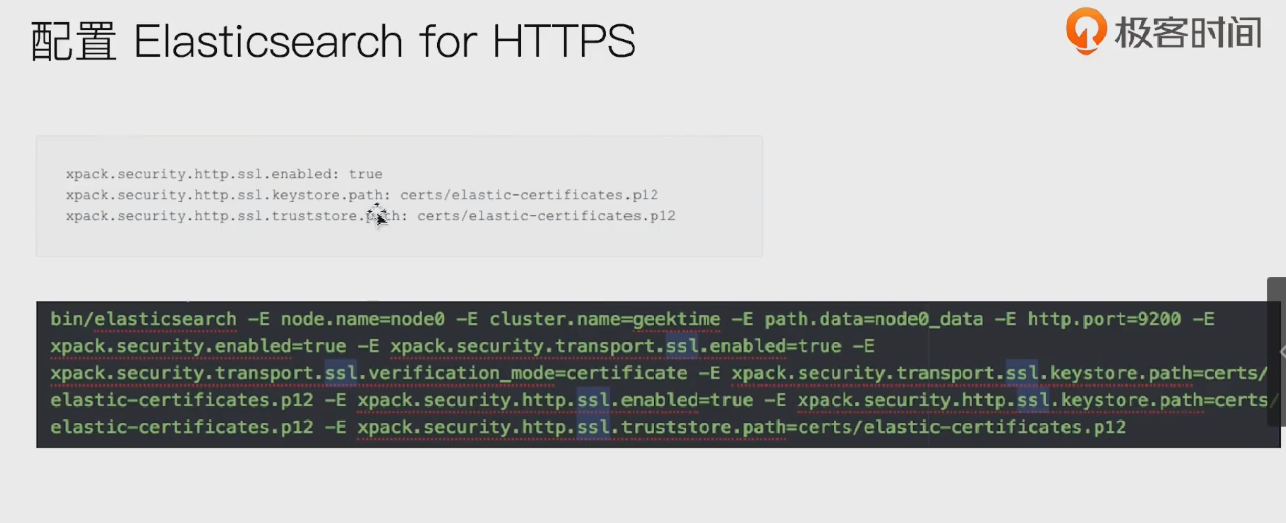 配置 Elasticsearch for HTTPS
极客时间
xpack.security.http.ssl.enabled: true
xpack.security.http.ssl.keystore.path: certs/elastic-certificates.p12
xpack.security.http.ssl.truststore.path: certs/elastic-certificates.p12
bin/elasticsearch -E node.name=node0 -E cluster.name=geektime -E path.data=node0_data -E http.port=9200 -E
xpack.security.enabled=true -E xpack.security.transport.ssl.enabled=true -E
xpack.security.transport.ssl.verification_mode=certificate -E xpack.security.transport.ssl.keystore.path=certs/
elastic-certificates.p12 -E xpack.security.http.ssl.enabled=true -E xpack.security.http.ssl.keystore.path=certs/
elastic-certificates.p12 -E xpack.security.http.ssl.truststore.path=certs/elastic-certificates.p12